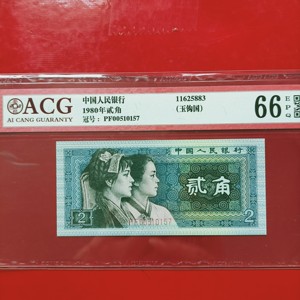 ACG
AI CANG GUARANTY
中国人民银行
1980年贰角
冠号: PF00510157
11625883
(玉钩国)
66 EPQ
中国人民银行
贰角
PF00510157
2
2